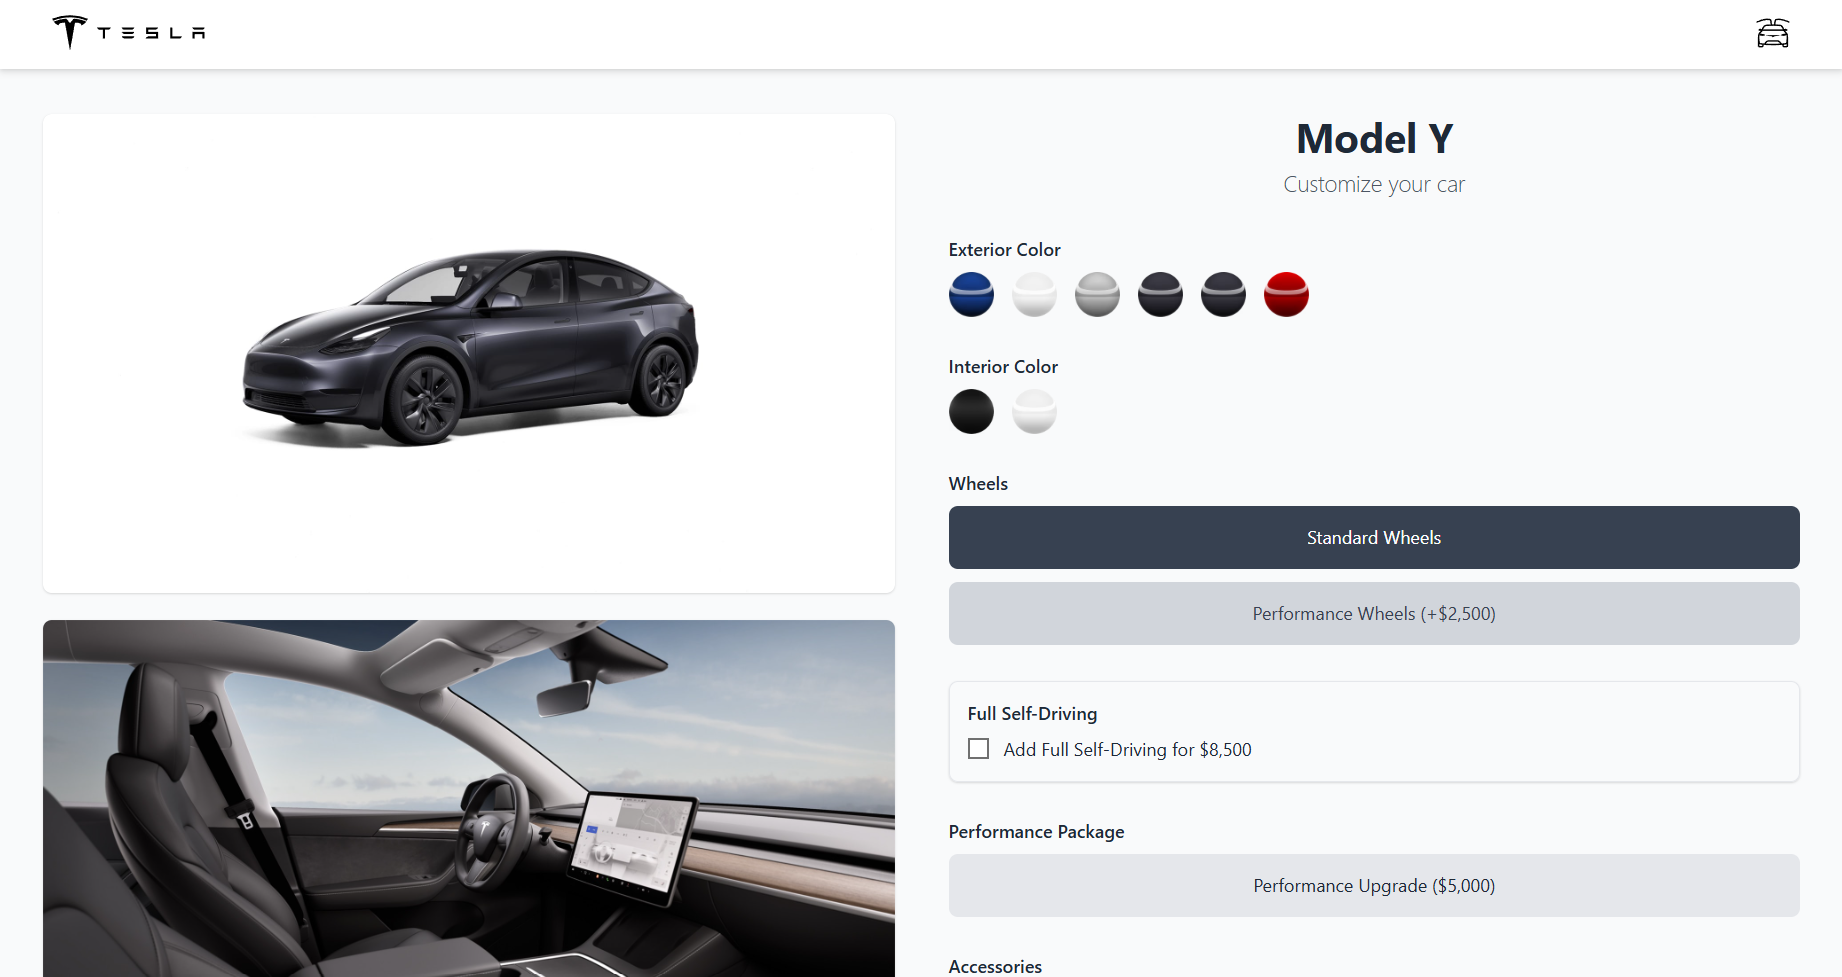 TESLA
Model Y
Customize your car
Exterior Color
Interior Color
Wheels
Standard Wheels
Performance Wheels (+$2,500)
Full Self-Driving
Add Full Self-Driving for $8,500
Performance Package
Performance Upgrade ($5,000)
Accessories